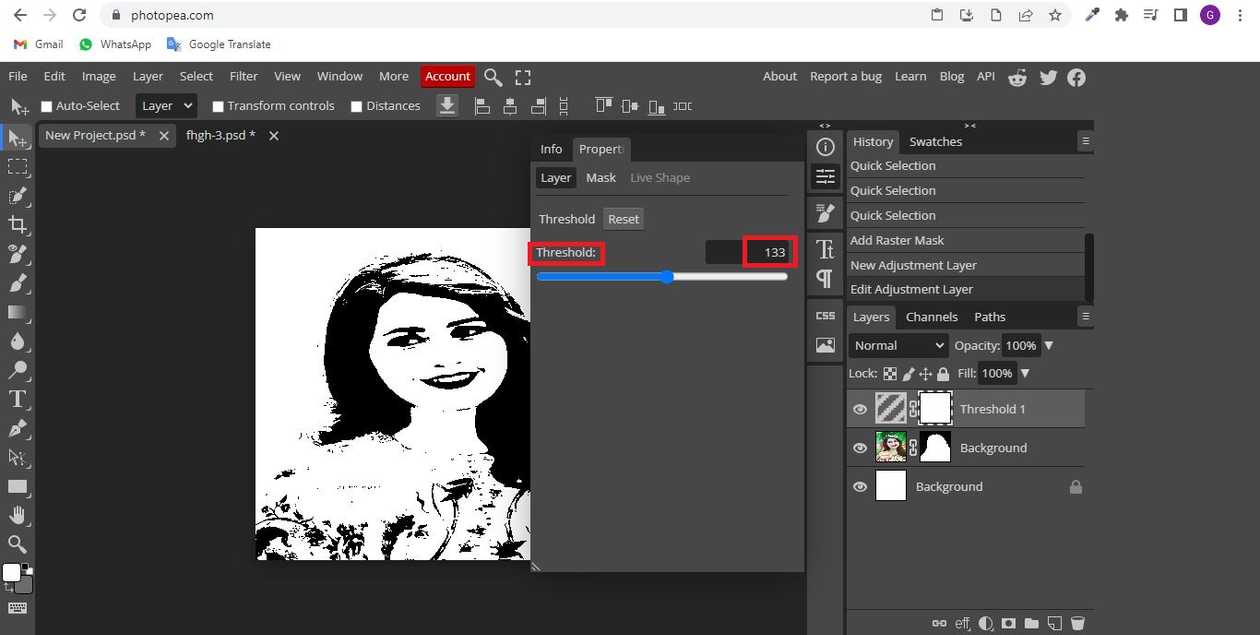 photopea.com
G
Gmail WhatsApp Google Translate
File Edit Image Layer Select Filter View Window More Account About Report a bug Learn Blog API
Auto-Select Layer Transform controls Distances
New Project.psd * fhgh-3.psd *
Info Properti
Layer Mask Live Shape
Threshold Reset
Threshold: 133
CSS
History Swatches
Quick Selection
Quick Selection
Quick Selection
Add Raster Mask
New Adjustment Layer
Edit Adjustment Layer
Layers Channels Paths
Normal Opacity: 100%
Lock: Fill: 100%
Threshold 1
Background
Background
eff